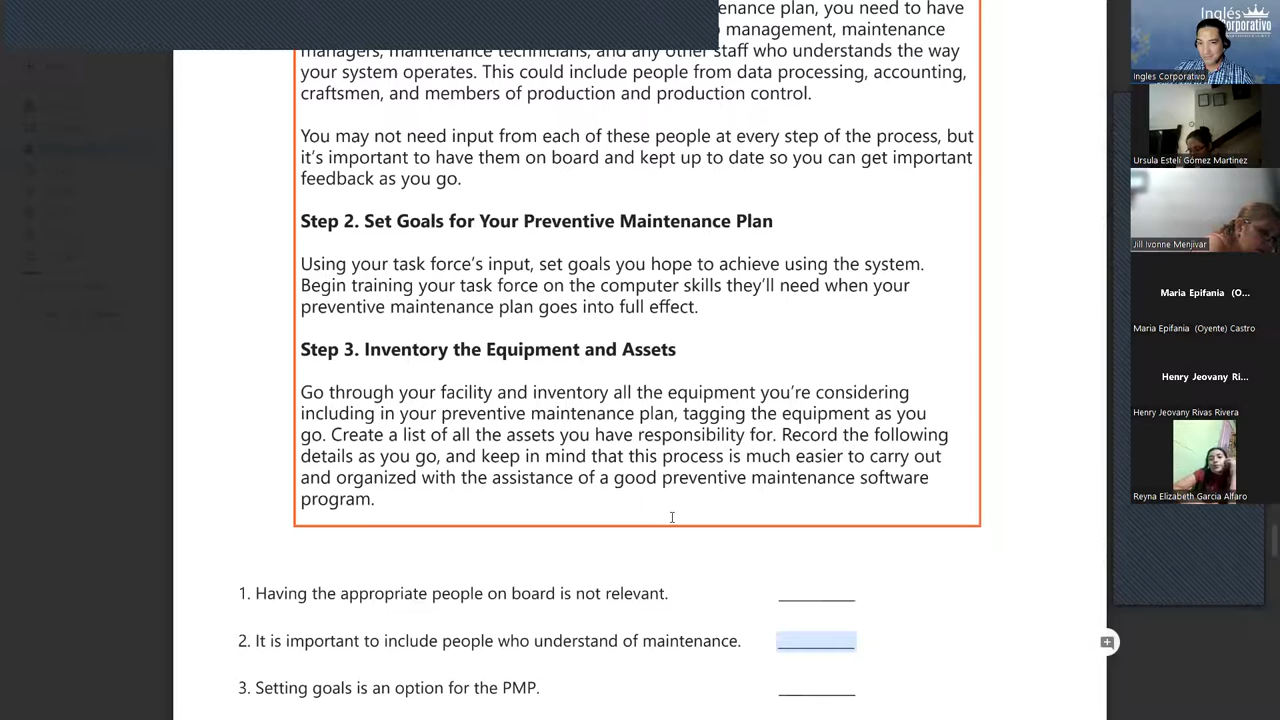 enance plan, you need to have
management, maintenance
managers, maintenance technicians, and any other staff who understands the way
your system operates. This could include people from data processing, accounting,
craftsmen, and members of production and production control.
You may not need input from each of these people at every step of the process, but
it's important to have them on board and kept up to date so you can get important
feedback as you go.
Step 2. Set Goals for Your Preventive Maintenance Plan
Using your task force's input, set goals you hope to achieve using the system.
Begin training your task force on the computer skills they'll need when your
preventive maintenance plan goes into full effect.
Step 3. Inventory the Equipment and Assets
Go through your facility and inventory all the equipment you're considering
including in your preventive maintenance plan, tagging the equipment as you
go. Create a list of all the assets you have responsibility for. Record the following
details as you go, and keep in mind that this process is much easier to carry out
and organized with the assistance of a good preventive maintenance software
program.
1. Having the appropriate people on board is not relevant. ________
2. It is important to include people who understand of maintenance. ________
3. Setting goals is an option for the PMP. ________
Inglés
Corporativo
Ingles Corporativo
Ursula Estelí Gómez Martinez
Jill Ivonne Menjivar
Maria Epifania (O...
Maria Epifania (Oyente) Castro
Henry Jeovany Ri...
Henry Jeovany Rivas Rivera
Reyna Elizabeth Garcia Alfaro